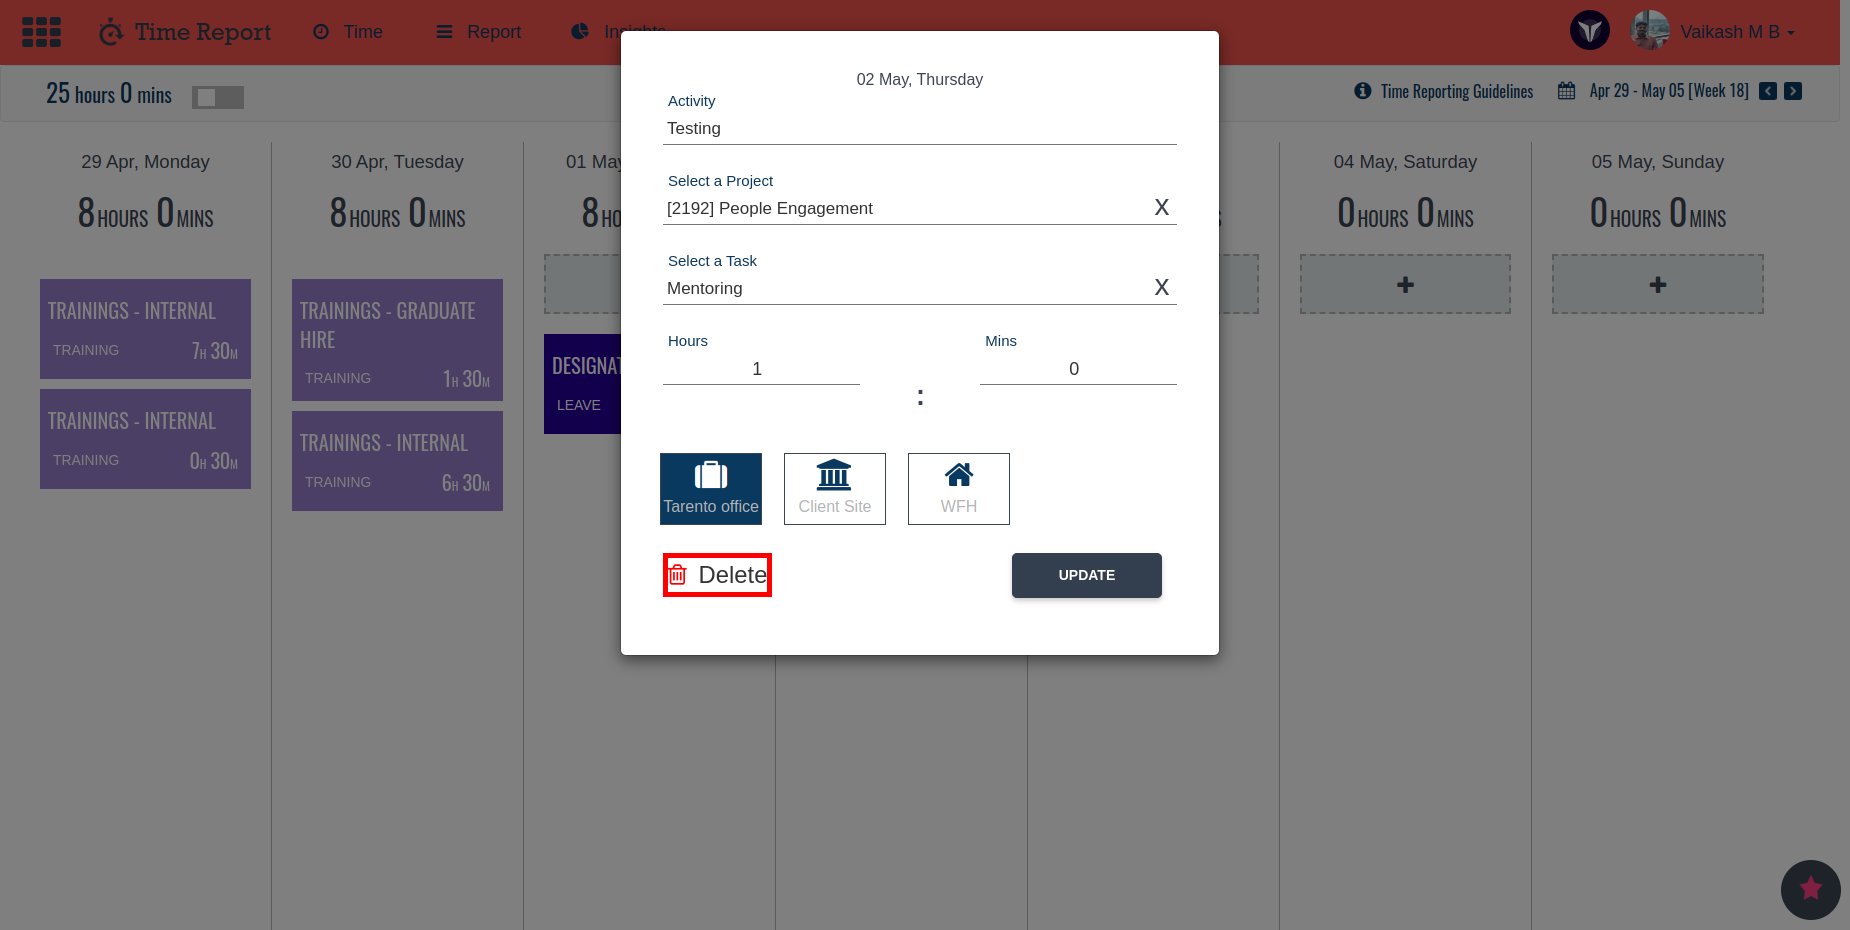 Time Report
Time
Report
Insights
Vaikash M B
25 hours 0 mins
Time Reporting Guidelines
Apr 29 - May 05 [Week 18]
29 Apr, Monday
8 HOURS 0 MINS
TRAININGS - INTERNAL
TRAINING
7H 30M
TRAININGS - INTERNAL
TRAINING
0H 30M
30 Apr, Tuesday
8 HOURS 0 MINS
TRAININGS - GRADUATE
HIRE
TRAINING
1H 30M
TRAININGS - INTERNAL
TRAINING
6H 30M
01 May
8 HO
DESIGNAT
LEAVE
02 May, Thursday
Activity
Testing
Select a Project
[2192] People Engagement
X
Select a Task
Mentoring
X
Hours
Mins
1
:
0
Tarento office
Client Site
WFH
Delete
UPDATE
04 May, Saturday
0 HOURS 0 MINS
+
05 May, Sunday
0 HOURS 0 MINS
+